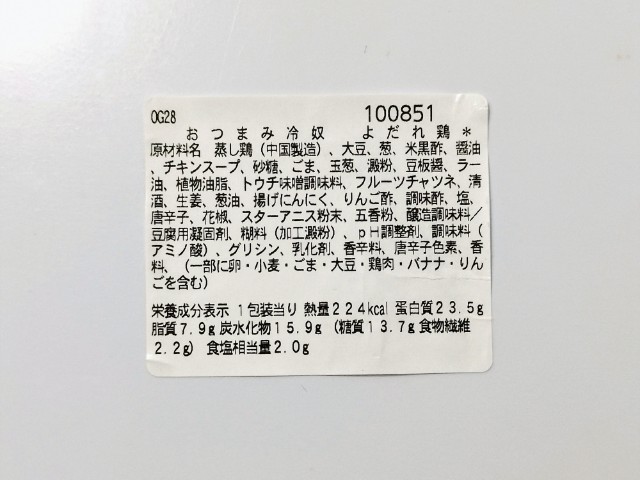 OG28 100851
おつまみ冷奴 よだれ鶏＊
原材料名 蒸し鶏（中国製造）、大豆、葱、米黒酢、醤油
、チキンスープ、砂糖、ごま、玉葱、澱粉、豆板醤、ラー
油、植物油脂、トウチ味噌調味料、フルーツチャツネ、清
酒、生姜、葱油、揚げにんにく、りんご酢、調味酢、塩、
唐辛子、花椒、スターアニス粉末、五香粉、醸造調味料／
豆腐用凝固剤、糊料（加工澱粉）、ｐＨ調整剤、調味料（
アミノ酸）、グリシン、乳化剤、香辛料、唐辛子色素、香
料、（一部に卵・小麦・ごま・大豆・鶏肉・バナナ・りん
ごを含む）
栄養成分表示 1包装当り 熱量224kcal 蛋白質23.5g
脂質7.9g炭水化物15.9g（糖質13.7g食物繊維
2.2g) 食塩相当量2.0g